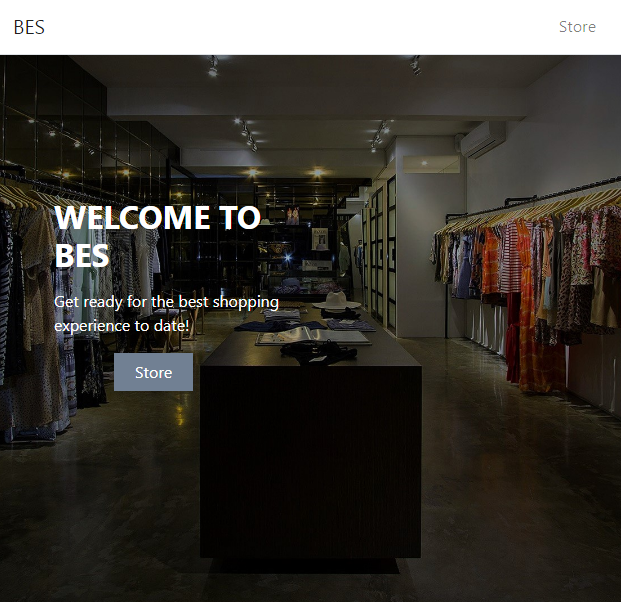 BES
Store
WELCOME TO
BES
Get ready for the best shopping
experience to date!
Store